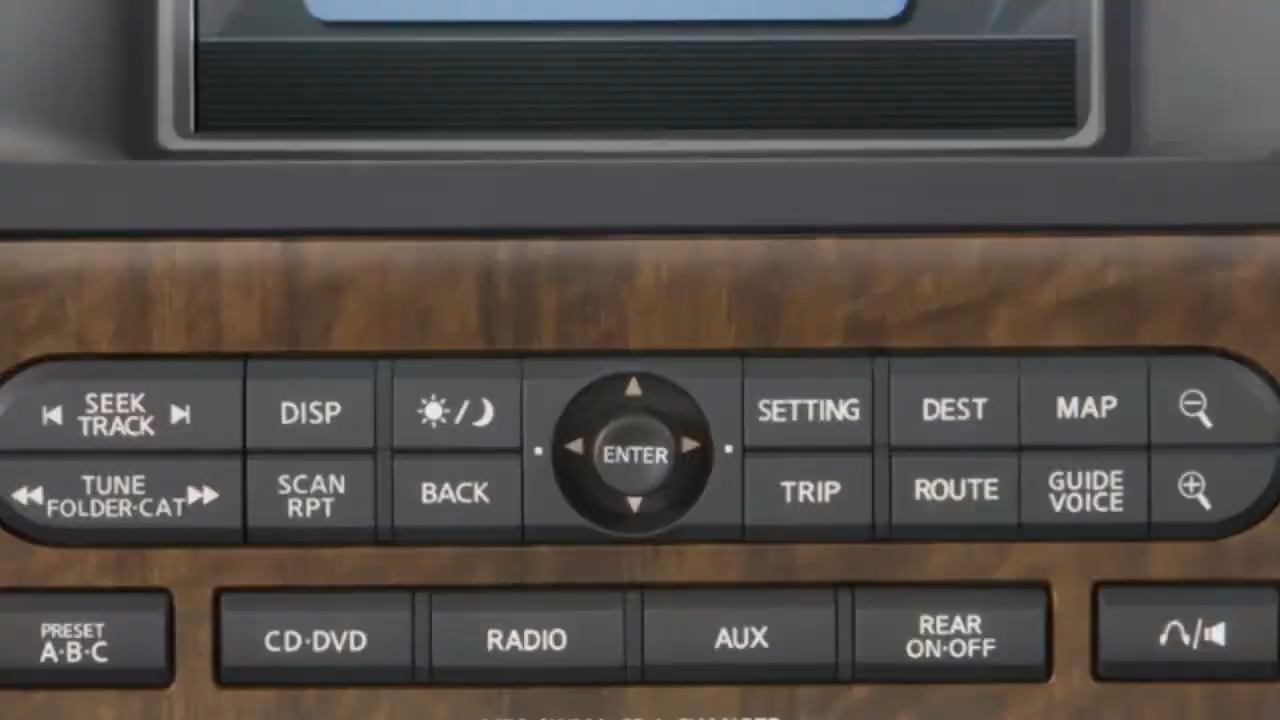 SEEK
TRACK
DISP
SETTING
DEST
MAP
TUNE
FOLDER·CAT
SCAN
RPT
BACK
ENTER
TRIP
ROUTE
GUIDE
VOICE
PRESET
A·B·C
CD·DVD
RADIO
AUX
REAR
ON·OFF